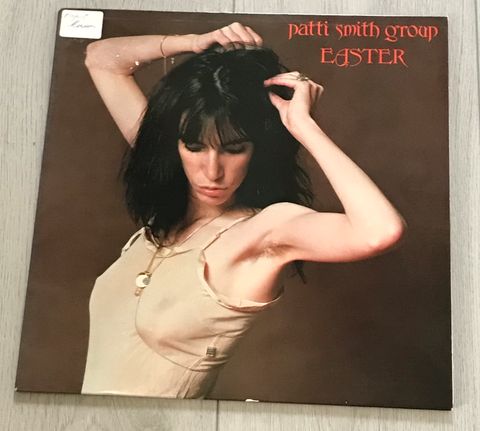 patti smith group
EASTER